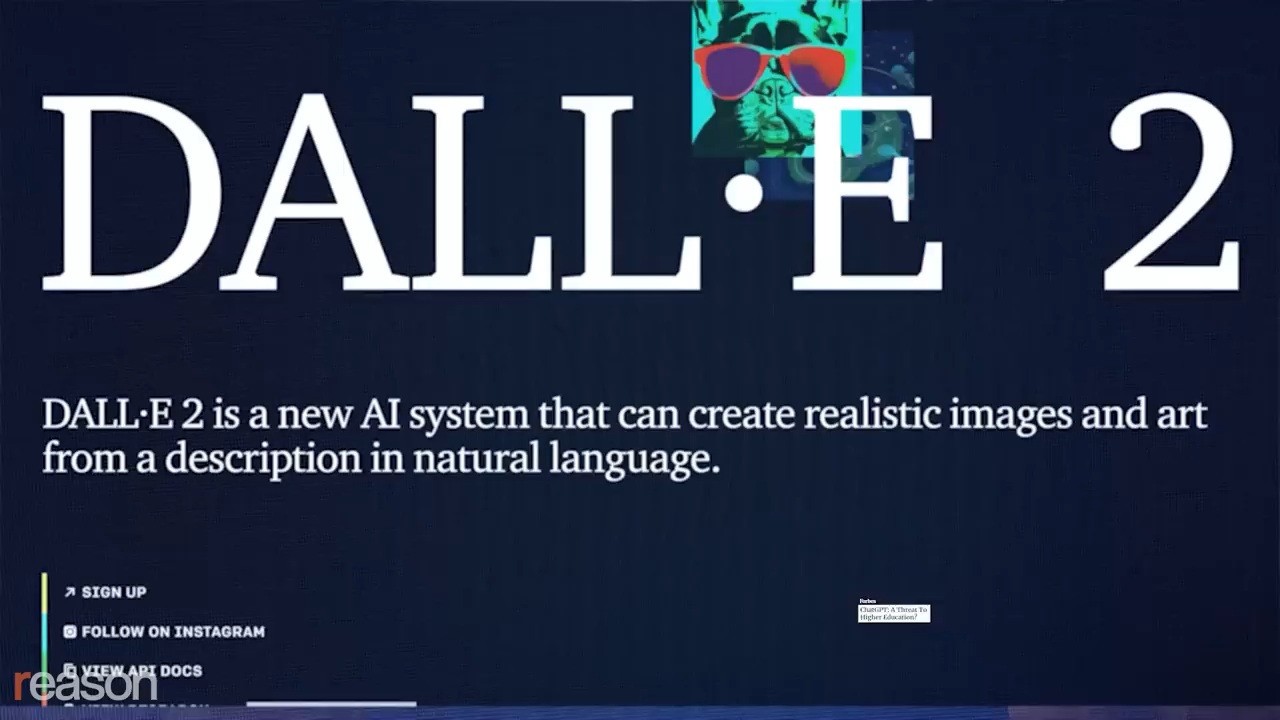 DALL·E 2
DALL·E 2 is a new AI system that can create realistic images and art
from a description in natural language.
SIGN UP
FOLLOW ON INSTAGRAM
VIEW API DOCS
reason
Forbes
ChatGPT: A Threat To
Higher Education?